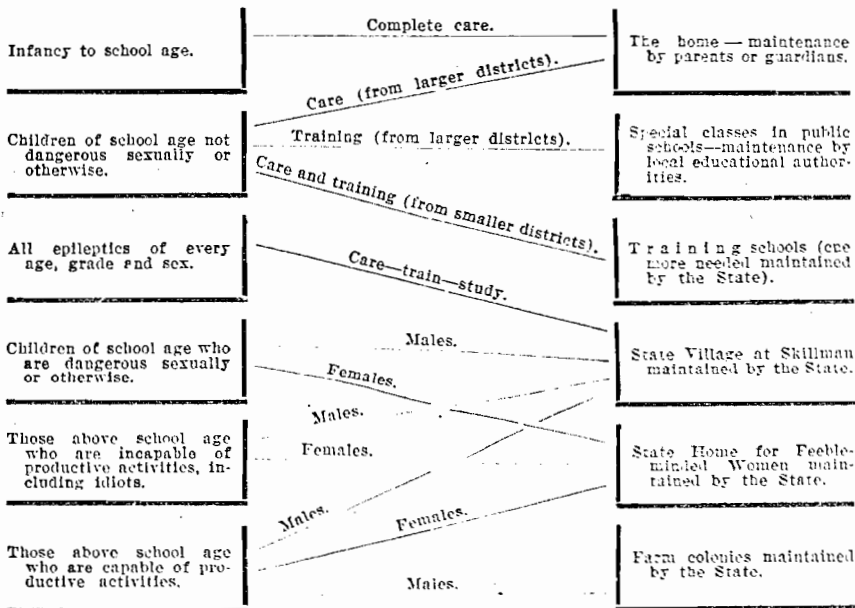 Infancy to school age.
Children of school age not
dangerous sexually or
otherwise.
All epileptics of every
age, grade and sex.
Children of school age who
are dangerous sexually
or otherwise.
Those above school age
who are incapable of
productive activities, in-
cluding idiots.
Those above school age
who are capable of pro-
ductive activities.
Complete care.
Care (from larger districts).
Training (from larger districts).
Care and training (from smaller districts).
Care—train—study.
Males.
Females.
Males.
Females.
Males.
Females.
Males.
The home — maintenance
by parents or guardians.
Special classes in public
schools—maintenance by
local educational author-
ities.
Training schools (one
more needed maintained
by the State).
State Village at Skillman
maintained by the State.
State Home for Feeble-
minded Women main-
tained by the State.
Farm colonies maintained
by the State.